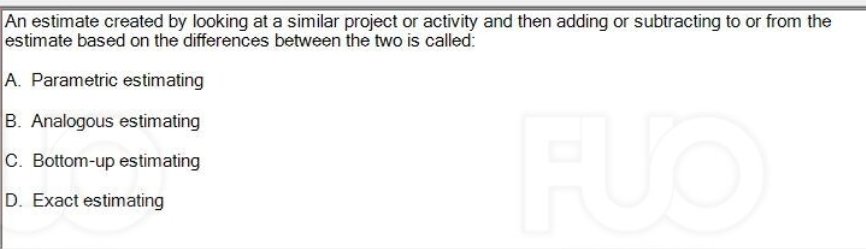 An estimate created by looking at a similar project or activity and then adding or subtracting to or from the
estimate based on the differences between the two is called:
A. Parametric estimating
B. Analogous estimating
C. Bottom-up estimating
D. Exact estimating
FUO